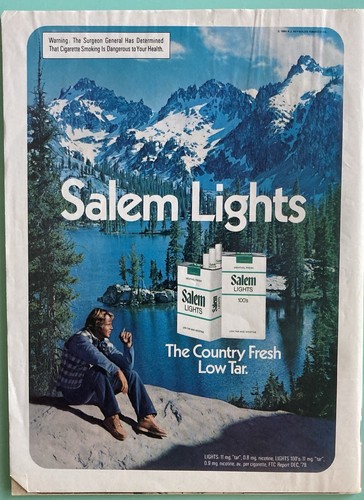 Warning: The Surgeon General Has Determined
That Cigarette Smoking Is Dangerous to Your Health.
Salem Lights
Salem
LIGHTS
Salem
LIGHTS
100's
The Country Fresh
Low Tar.
LIGHTS: 11 mg. "tar", 0.8 mg. nicotine, LIGHTS 100's: 11 mg. "tar",
0.9 mg. nicotine, av. per cigarette, FTC Report DEC. '79.